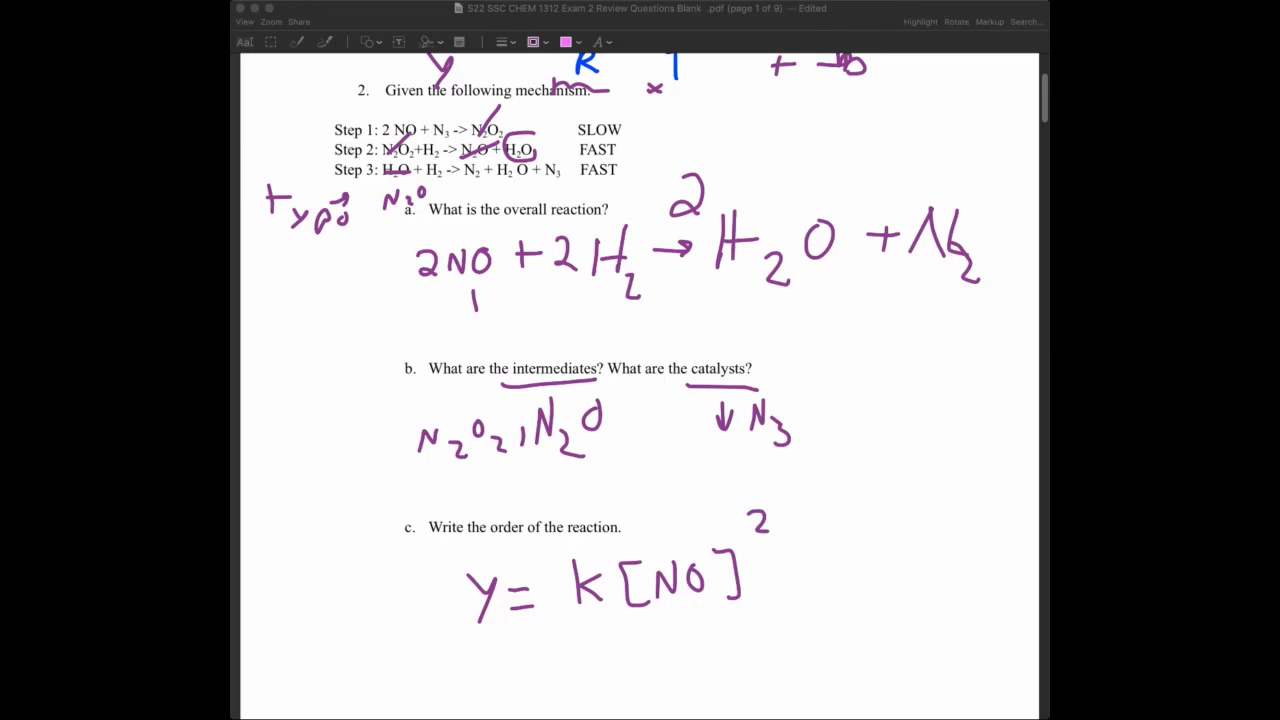 S22 SSC CHEM 1312 Exam 2 Review Questions Blank .pdf (page 1 of 9) — Edited
View Zoom Share Highlight Rotate Markup Search...
y k +
2. Given the following mechanism:
Step 1: 2 NO + N3 -> N2O2 SLOW
Step 2: N2O2+H2 -> N2O + H2O FAST
Step 3: H2O + H2 -> N2 + H2 O + N3 FAST
typo → N2O
a. What is the overall reaction?
2NO + 2H2 → 2H2O + N2
b. What are the intermediates? What are the catalysts?
N2O2, N2O ↓ N3
c. Write the order of the reaction.
Y = K[NO]2